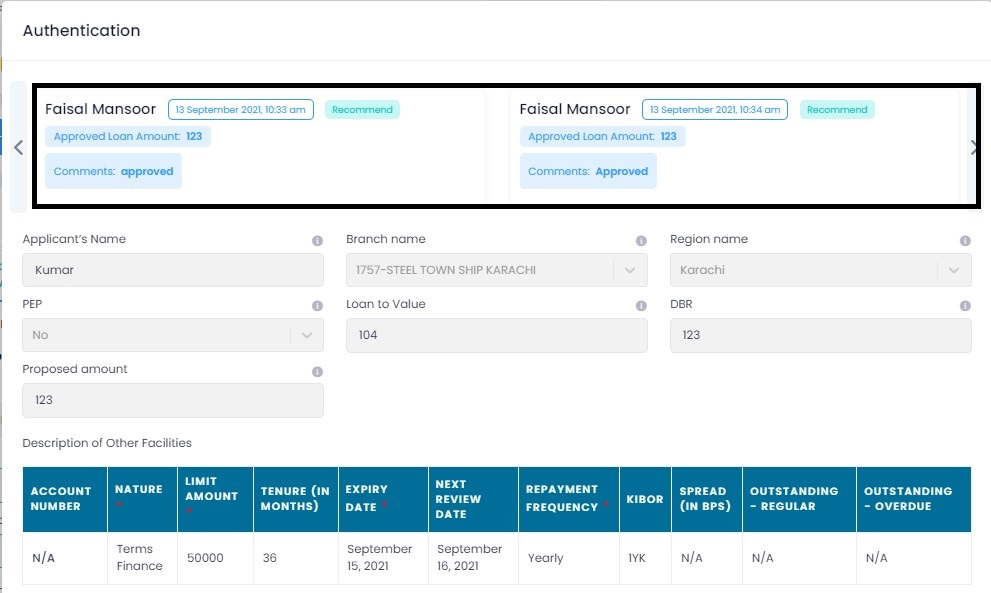 Authentication
Faisal Mansoor 13 September 2021, 10:33 am Recommend
Approved Loan Amount: 123
Comments: approved
Faisal Mansoor 13 September 2021, 10:34 am Recommend
Approved Loan Amount: 123
Comments: Approved
Applicant's Name
Kumar
Branch name
1757-STEEL TOWN SHIP KARACHI
Region name
Karachi
PEP
No
Loan to Value
104
DBR
123
Proposed amount
123
Description of Other Facilities
ACCOUNT
NUMBER
NATURE
*
LIMIT
AMOUNT
*
TENURE (IN
MONTHS)
EXPIRY
DATE *
NEXT
REVIEW
DATE
REPAYMENT
FREQUENCY *
KIBOR
SPREAD
(IN BPS)
OUTSTANDING
- REGULAR
OUTSTANDING
- OVERDUE
N/A
Terms
Finance
50000
36
September
15, 2021
September
16, 2021
Yearly
1YK
N/A
N/A
N/A